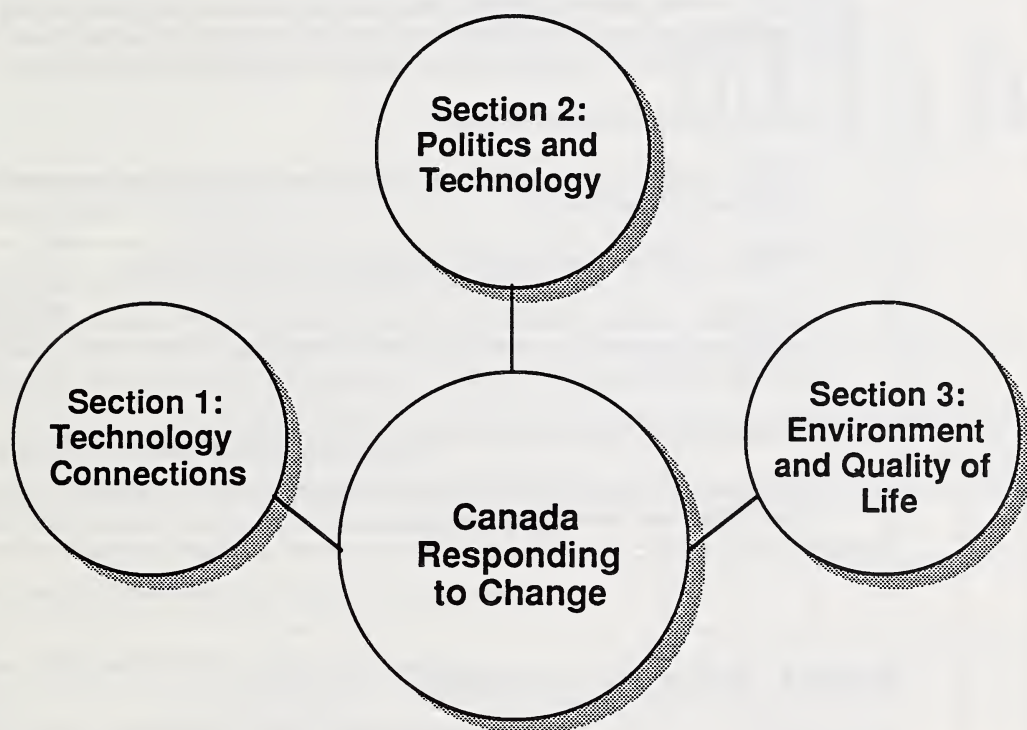 Section 2:
Politics and
Technology
Section 1:
Technology
Connections
Section 3:
Environment
and Quality of
Life
Canada
Responding
to Change